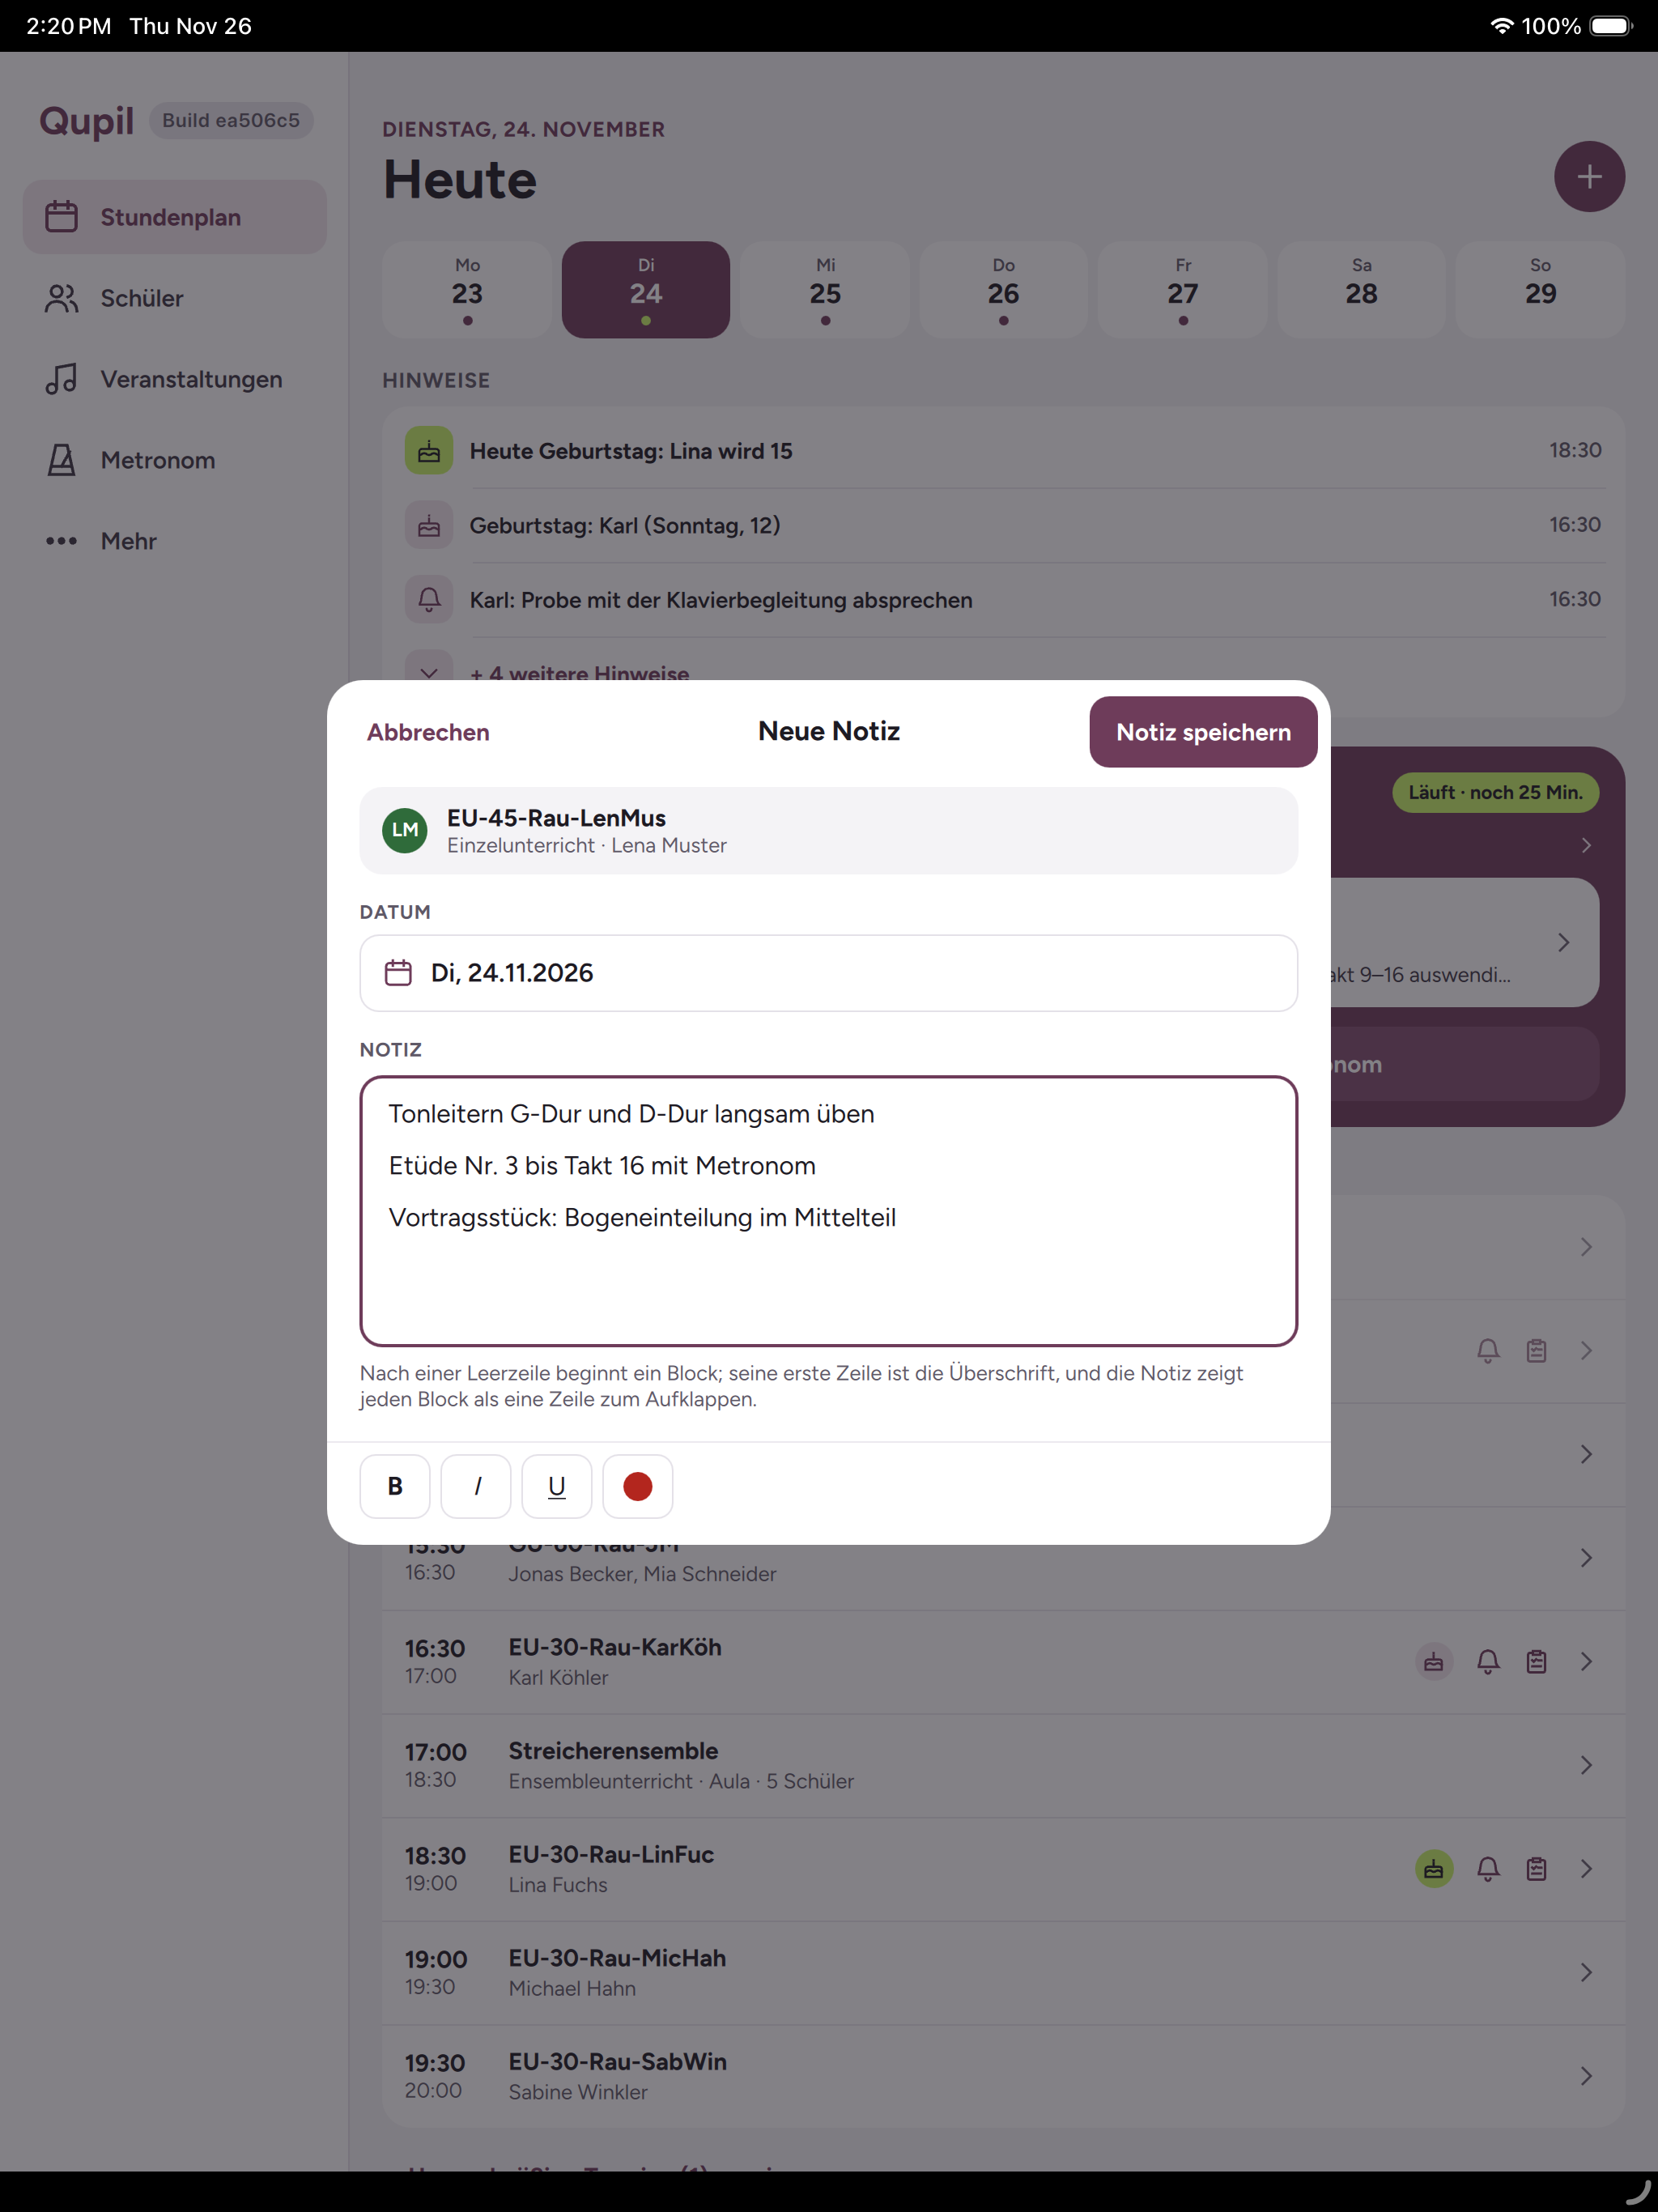 2:20 PM Thu Nov 26
100%
Qupil
Build ea506c5
Stundenplan
Schüler
Veranstaltungen
Metronom
Mehr
DIENSTAG, 24. NOVEMBER
Heute
Mo
23
Di
24
Mi
25
Do
26
Fr
27
Sa
28
So
29
HINWEISE
Heute Geburtstag: Lina wird 15
18:30
Geburtstag: Karl (Sonntag, 12)
16:30
Karl: Probe mit der Klavierbegleitung absprechen
16:30
+ 4 weitere Hinweise
Läuft · noch 25 Min.
9–16 auswendi...
Abbrechen
Neue Notiz
Notiz speichern
LM
EU-45-Rau-LenMus
Einzelunterricht · Lena Muster
DATUM
Di, 24.11.2026
NOTIZ
Tonleitern G-Dur und D-Dur langsam üben
Etüde Nr. 3 bis Takt 16 mit Metronom
Vortragsstück: Bogeneinteilung im Mittelteil
Nach einer Leerzeile beginnt ein Block; seine erste Zeile ist die Überschrift, und die Notiz zeigt
jeden Block als eine Zeile zum Aufklappen.
B
I
U
15:30
16:30
Jonas Becker, Mia Schneider
16:30
17:00
EU-30-Rau-KarKöh
Karl Köhler
17:00
18:30
Streicherensemble
Ensembleunterricht · Aula · 5 Schüler
18:30
19:00
EU-30-Rau-LinFuc
Lina Fuchs
19:00
19:30
EU-30-Rau-MicHah
Michael Hahn
19:30
20:00
EU-30-Rau-SabWin
Sabine Winkler